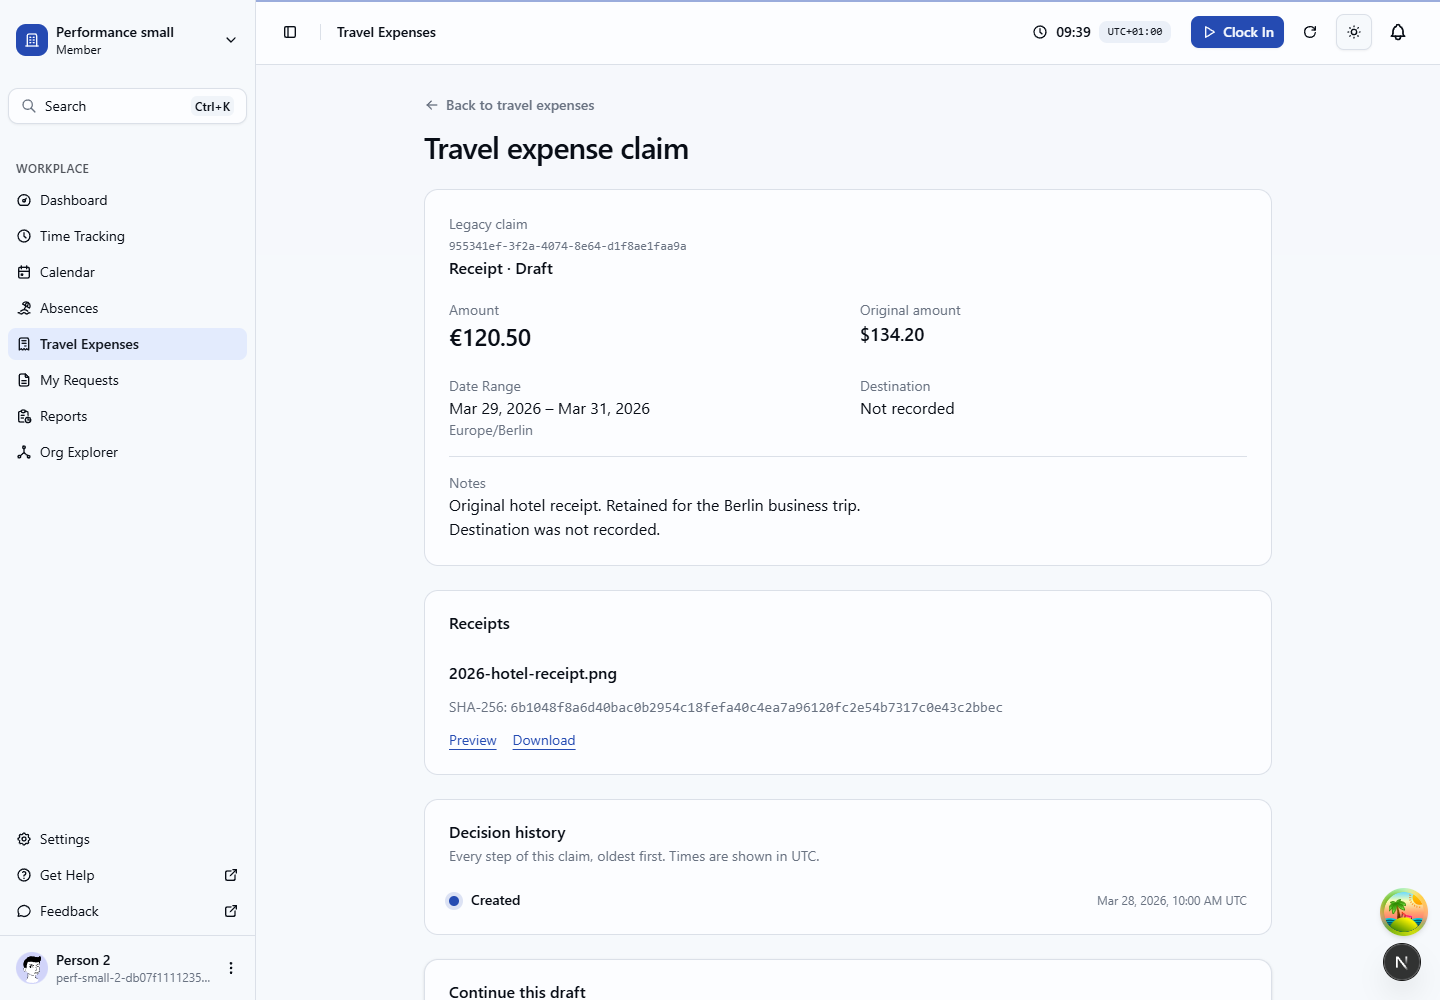 Performance small
Member
Search
Ctrl+K
WORKPLACE
Dashboard
Time Tracking
Calendar
Absences
Travel Expenses
My Requests
Reports
Org Explorer
Settings
Get Help
Feedback
Person 2
perf-small-2-db07f1111235...
Travel Expenses
09:39
UTC+01:00
Clock In
Back to travel expenses
Travel expense claim
Legacy claim
955341ef-3f2a-4074-8e64-d1f8ae1faa9a
Receipt · Draft
Amount
€120.50
Original amount
$134.20
Date Range
Mar 29, 2026 – Mar 31, 2026
Europe/Berlin
Destination
Not recorded
Notes
Original hotel receipt. Retained for the Berlin business trip.
Destination was not recorded.
Receipts
2026-hotel-receipt.png
SHA-256: 6b1048f8a6d40bac0b2954c18fefa40c4ea7a96120fc2e54b7317c0e43c2bbec
Preview
Download
Decision history
Every step of this claim, oldest first. Times are shown in UTC.
Created
Mar 28, 2026, 10:00 AM UTC
Continue this draft
N